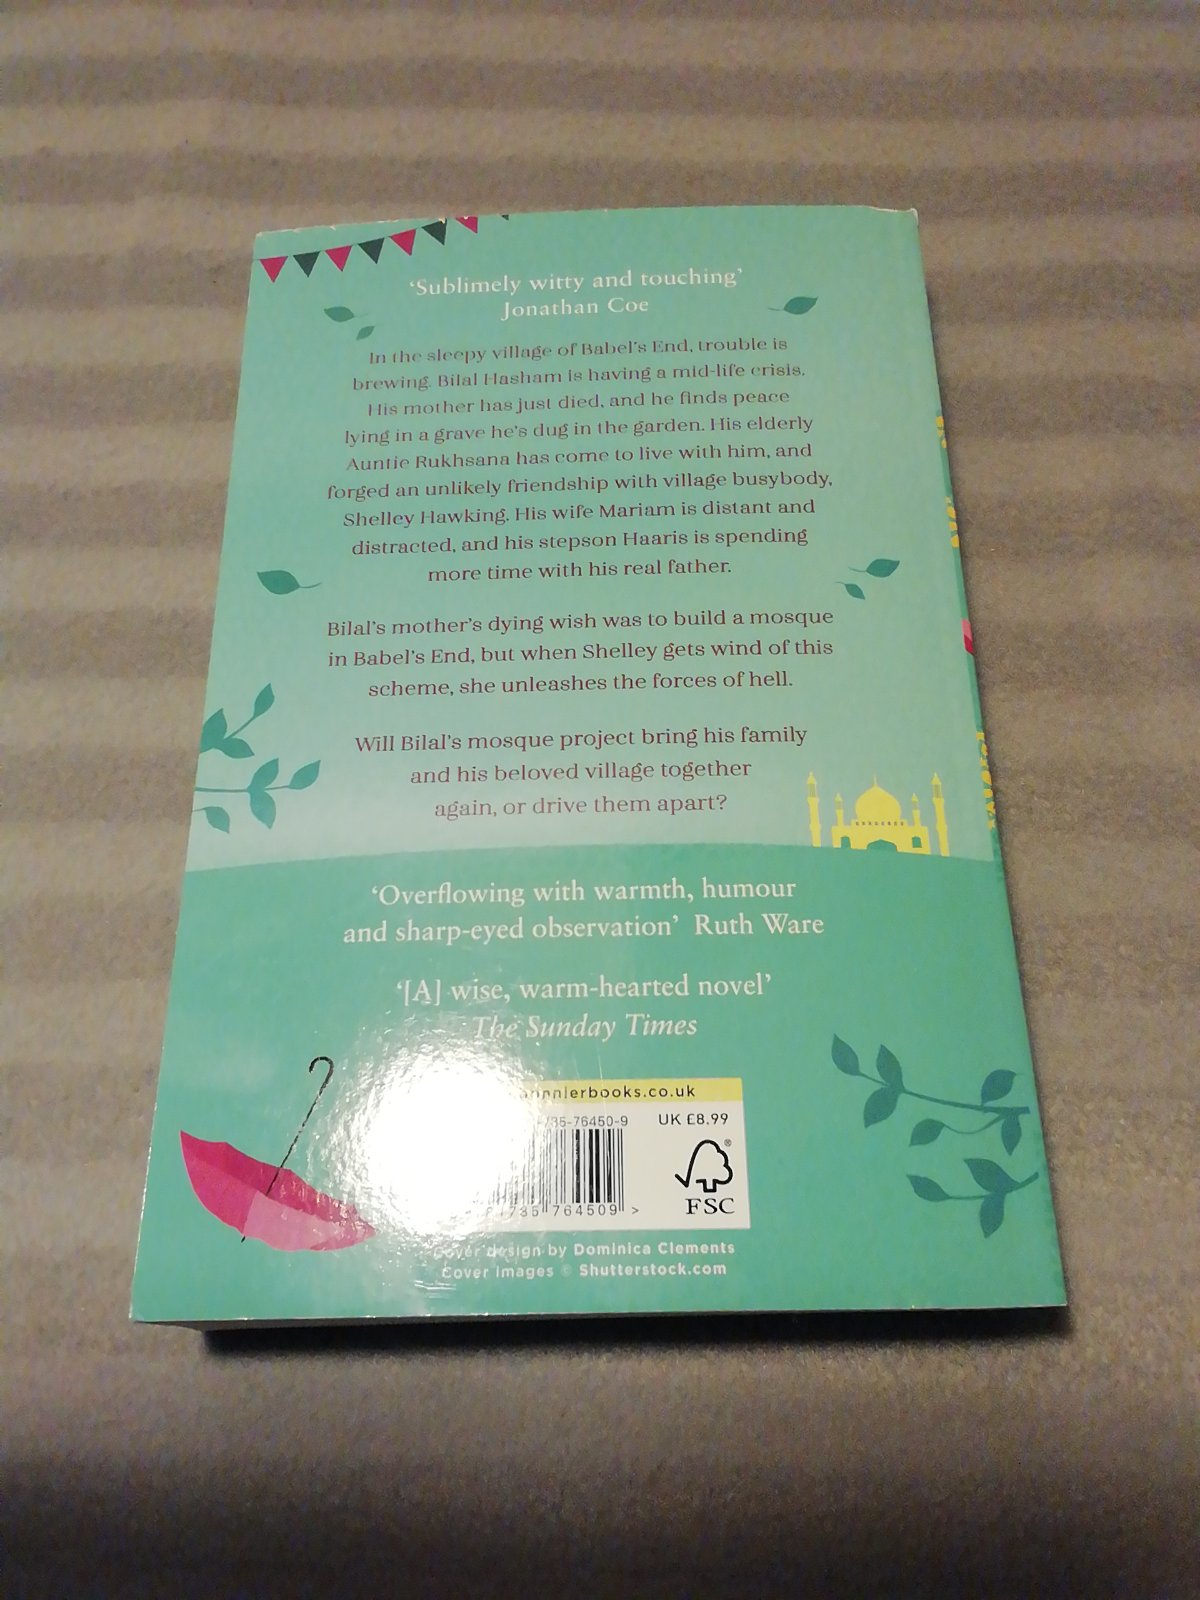 ‘Sublimely witty and touching’
Jonathan Coe
In the sleepy village of Babel's End, trouble is
brewing. Bilal Hasham is having a mid-life crisis.
His mother has just died, and he finds peace
lying in a grave he's dug in the garden. His elderly
Auntie Rukhsana has come to live with him, and
forged an unlikely friendship with village busybody,
Shelley Hawking. His wife Mariam is distant and
distracted, and his stepson Haaris is spending
more time with his real father.
Bilal's mother's dying wish was to build a mosque
in Babel's End, but when Shelley gets wind of this
scheme, she unleashes the forces of hell.
Will Bilal's mosque project bring his family
and his beloved village together
again, or drive them apart?
‘Overflowing with warmth, humour
and sharp-eyed observation’ Ruth Ware
‘[A] wise, warm-hearted novel’
The Sunday Times
UK £8.99
764509 >
FSC
Cover design by Dominica Clements
Cover images © Shutterstock.com